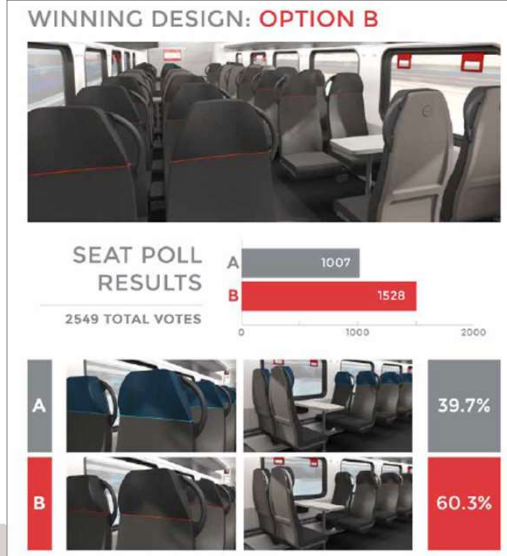 WINNING DESIGN: OPTION B
SEAT POLL
RESULTS
2549 TOTAL VOTES
A 1007
B 1528
0 1000 2000
A 39.7%
B 60.3%